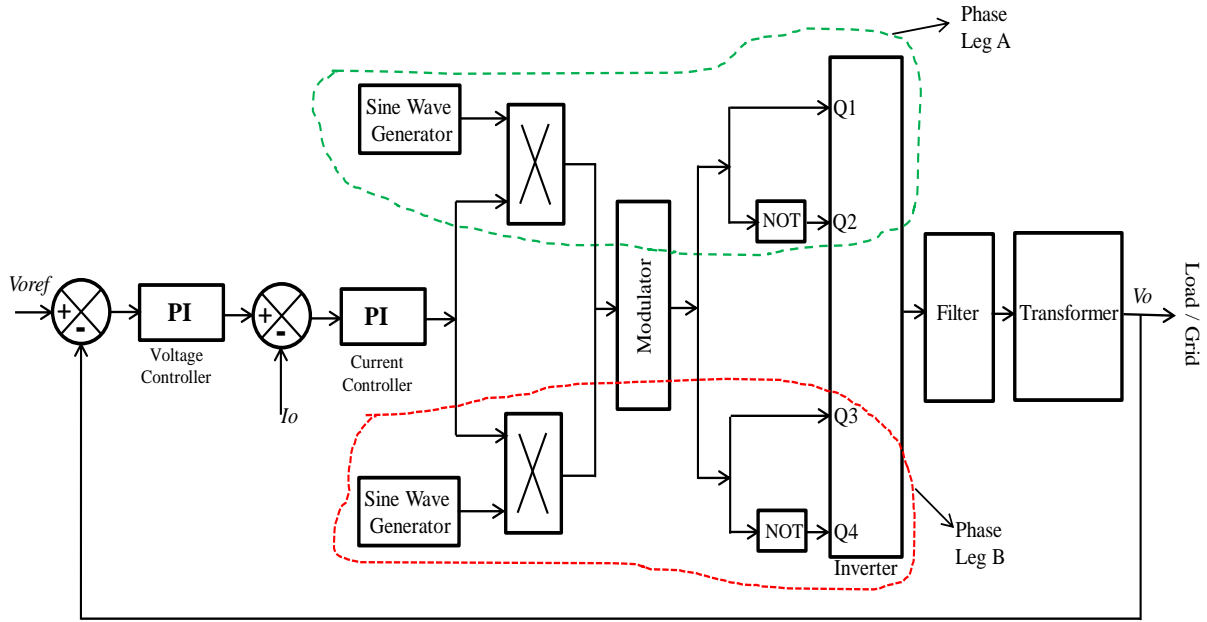 Phase
Leg A
Sine Wave
Generator
Q1
NOT
Q2
Voref
+
-
PI
Voltage
Controller
+
-
Io
PI
Current
Controller
Modulator
Filter
Transformer
Vo
Load / Grid
Q3
Sine Wave
Generator
NOT
Q4
Inverter
Phase
Leg B